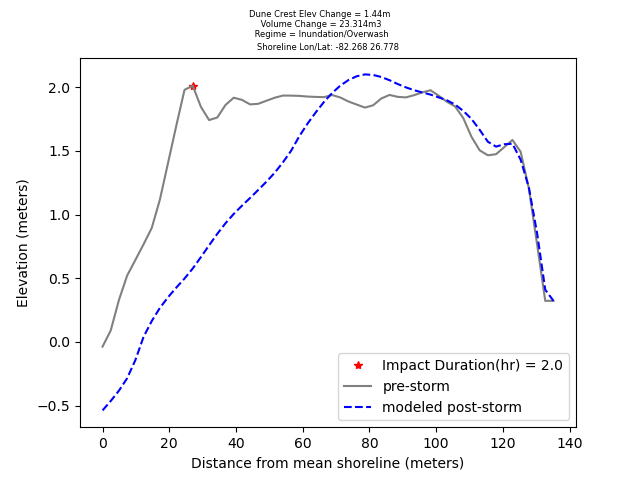 Dune Crest Elev Change = 1.44m
Volume Change = 23.314m3
Regime = Inundation/Overwash
Shoreline Lon/Lat: -82.268 26.778
2.0
1.5
1.0
0.5
0.0
−0.5
Elevation (meters)
Impact Duration(hr) = 2.0
pre-storm
modeled post-storm
0 20 40 60 80 100 120 140
Distance from mean shoreline (meters)